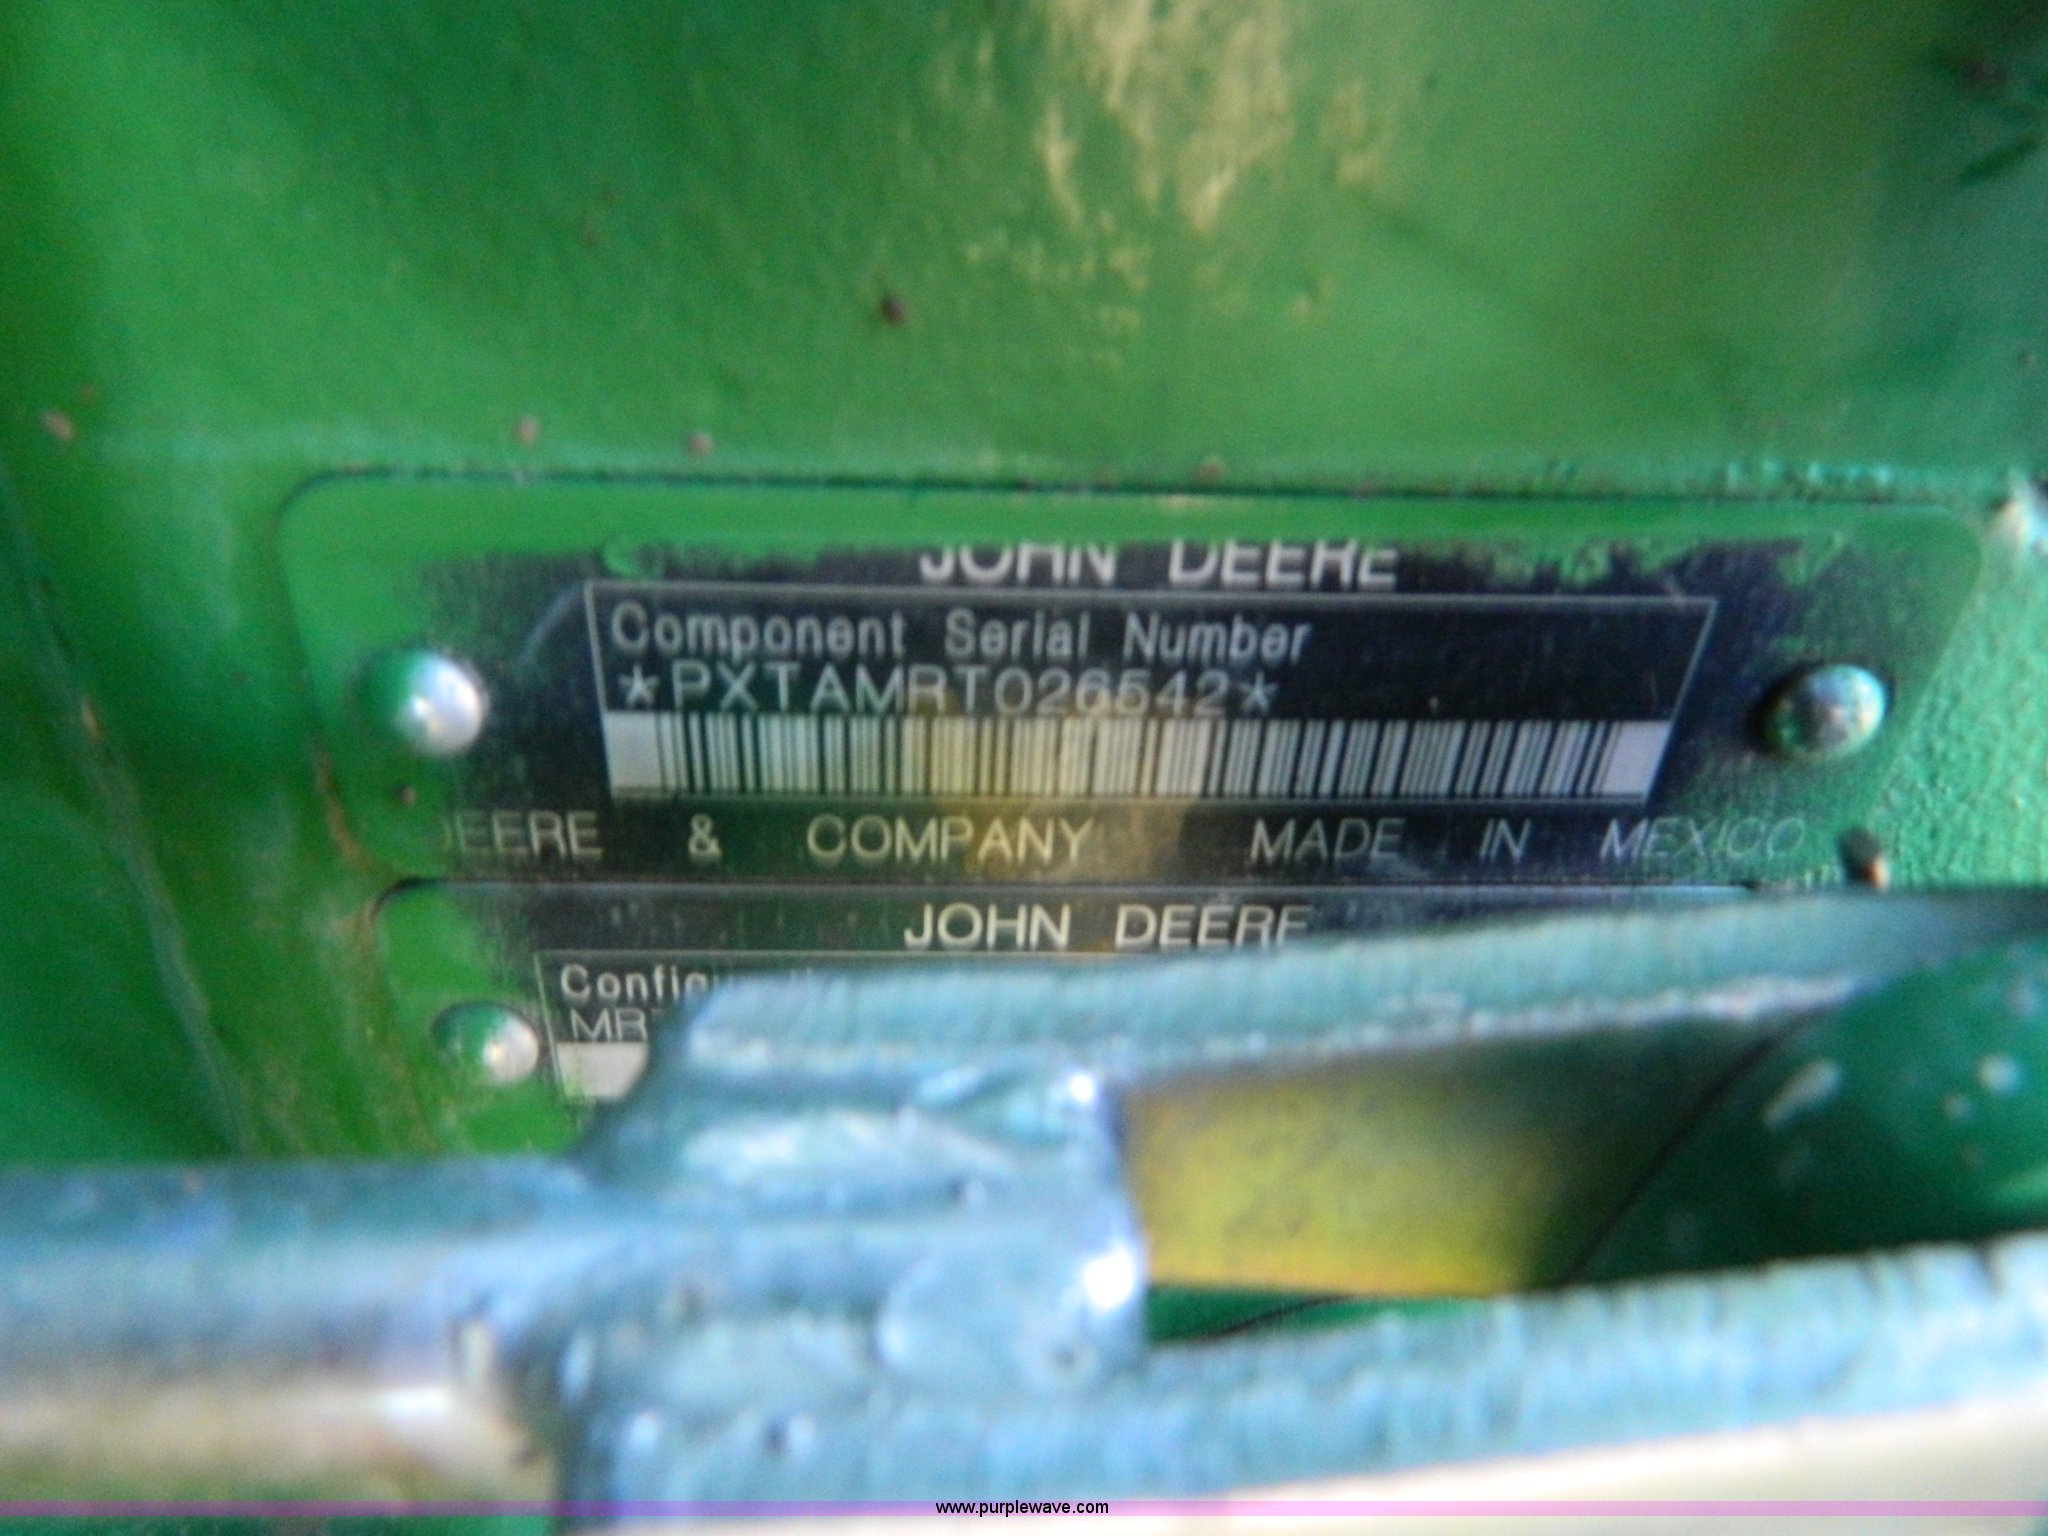 JOHN DEERE
Component Serial Number
*PXTAMRT026542*
DEERE & COMPANY MADE IN MEXICO
JOHN DEERE
www.purplewave.com